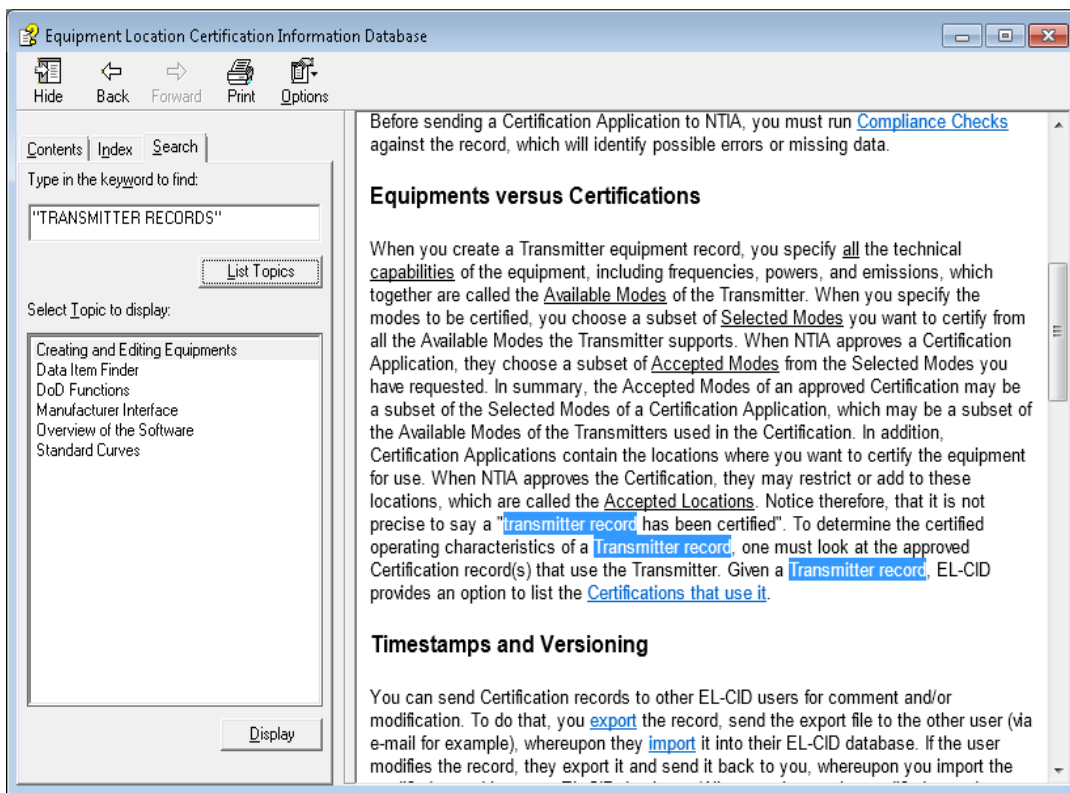 Equipment Location Certification Information Database
Hide Back Forward Print Options
Contents Index Search
Type in the keyword to find:
"TRANSMITTER RECORDS"
List Topics
Select Topic to display:
Creating and Editing Equipments
Data Item Finder
DoD Functions
Manufacturer Interface
Overview of the Software
Standard Curves
Display
Before sending a Certification Application to NTIA, you must run Compliance Checks
against the record, which will identify possible errors or missing data.
Equipments versus Certifications
When you create a Transmitter equipment record, you specify all the technical
capabilities of the equipment, including frequencies, powers, and emissions, which
together are called the Available Modes of the Transmitter. When you specify the
modes to be certified, you choose a subset of Selected Modes you want to certify from
all the Available Modes the Transmitter supports. When NTIA approves a Certification
Application, they choose a subset of Accepted Modes from the Selected Modes you
have requested. In summary, the Accepted Modes of an approved Certification may be
a subset of the Selected Modes of a Certification Application, which may be a subset of
the Available Modes of the Transmitters used in the Certification. In addition,
Certification Applications contain the locations where you want to certify the equipment
for use. When NTIA approves the Certification, they may restrict or add to these
locations, which are called the Accepted Locations. Notice therefore, that it is not
precise to say a "transmitter record has been certified". To determine the certified
operating characteristics of a Transmitter record, one must look at the approved
Certification record(s) that use the Transmitter. Given a Transmitter record, EL-CID
provides an option to list the Certifications that use it.
Timestamps and Versioning
You can send Certification records to other EL-CID users for comment and/or
modification. To do that, you export the record, send the export file to the other user (via
e-mail for example), whereupon they import it into their EL-CID database. If the user
modifies the record, they export it and send it back to you, whereupon you import the